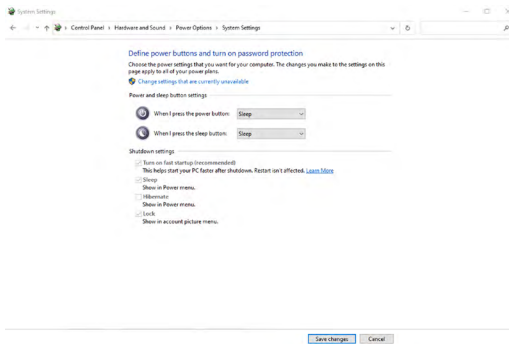 System Settings
Control Panel › Hardware and Sound › Power Options › System Settings
Define power buttons and turn on password protection
Choose the power settings that you want for your computer. The changes you make to the settings on this
page apply to all of your power plans.
Change settings that are currently unavailable
Power and sleep button settings
When I press the power button: Sleep
When I press the sleep button: Sleep
Shutdown settings
Turn on fast startup (recommended)
This helps start your PC faster after shutdown. Restart isn't affected. Learn More
Sleep
Show in Power menu.
Hibernate
Show in Power menu.
Lock
Show in account picture menu.
Save changes Cancel